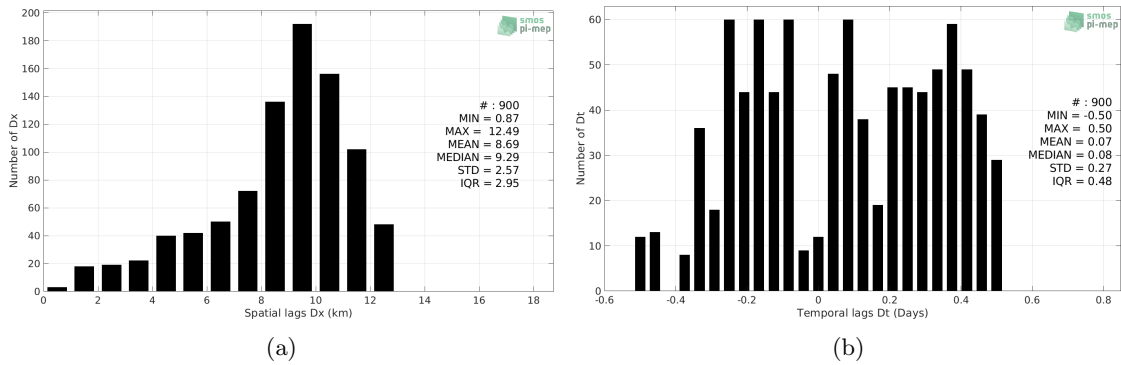 200
180
160
140
120
100
80
60
40
20
0
Number of Dx
smos
pi-mep
# : 900
MIN = 0.87
MAX = 12.49
MEAN = 8.69
MEDIAN = 9.29
STD = 2.57
IQR = 2.95
0 2 4 6 8 10 12 14 16 18
Spatial lags Dx (km)
(a)
60
50
40
30
20
10
0
Number of Dt
smos
pi-mep
# : 900
MIN = -0.50
MAX = 0.50
MEAN = 0.07
MEDIAN = 0.08
STD = 0.27
IQR = 0.48
-0.6 -0.4 -0.2 0 0.2 0.4 0.6 0.8
Temporal lags Dt (Days)
(b)